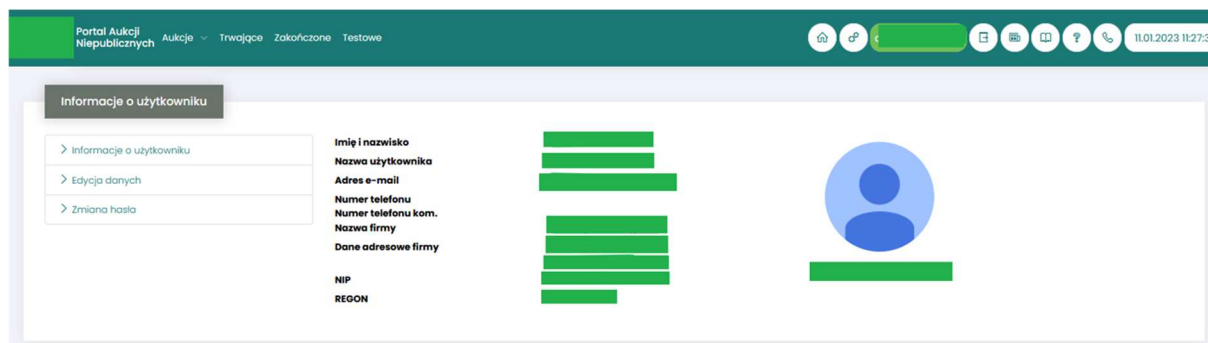 Portal Aukcji
Niepublicznych
Aukcje Trwające Zakończone Testowe
11.01.2023 11:27:3
Informacje o użytkowniku
Informacje o użytkowniku
Edycja danych
Zmiana hasła
Imię i nazwisko
Nazwa użytkownika
Adres e-mail
Numer telefonu
Numer telefonu kom.
Nazwa firmy
Dane adresowe firmy
NIP
REGON